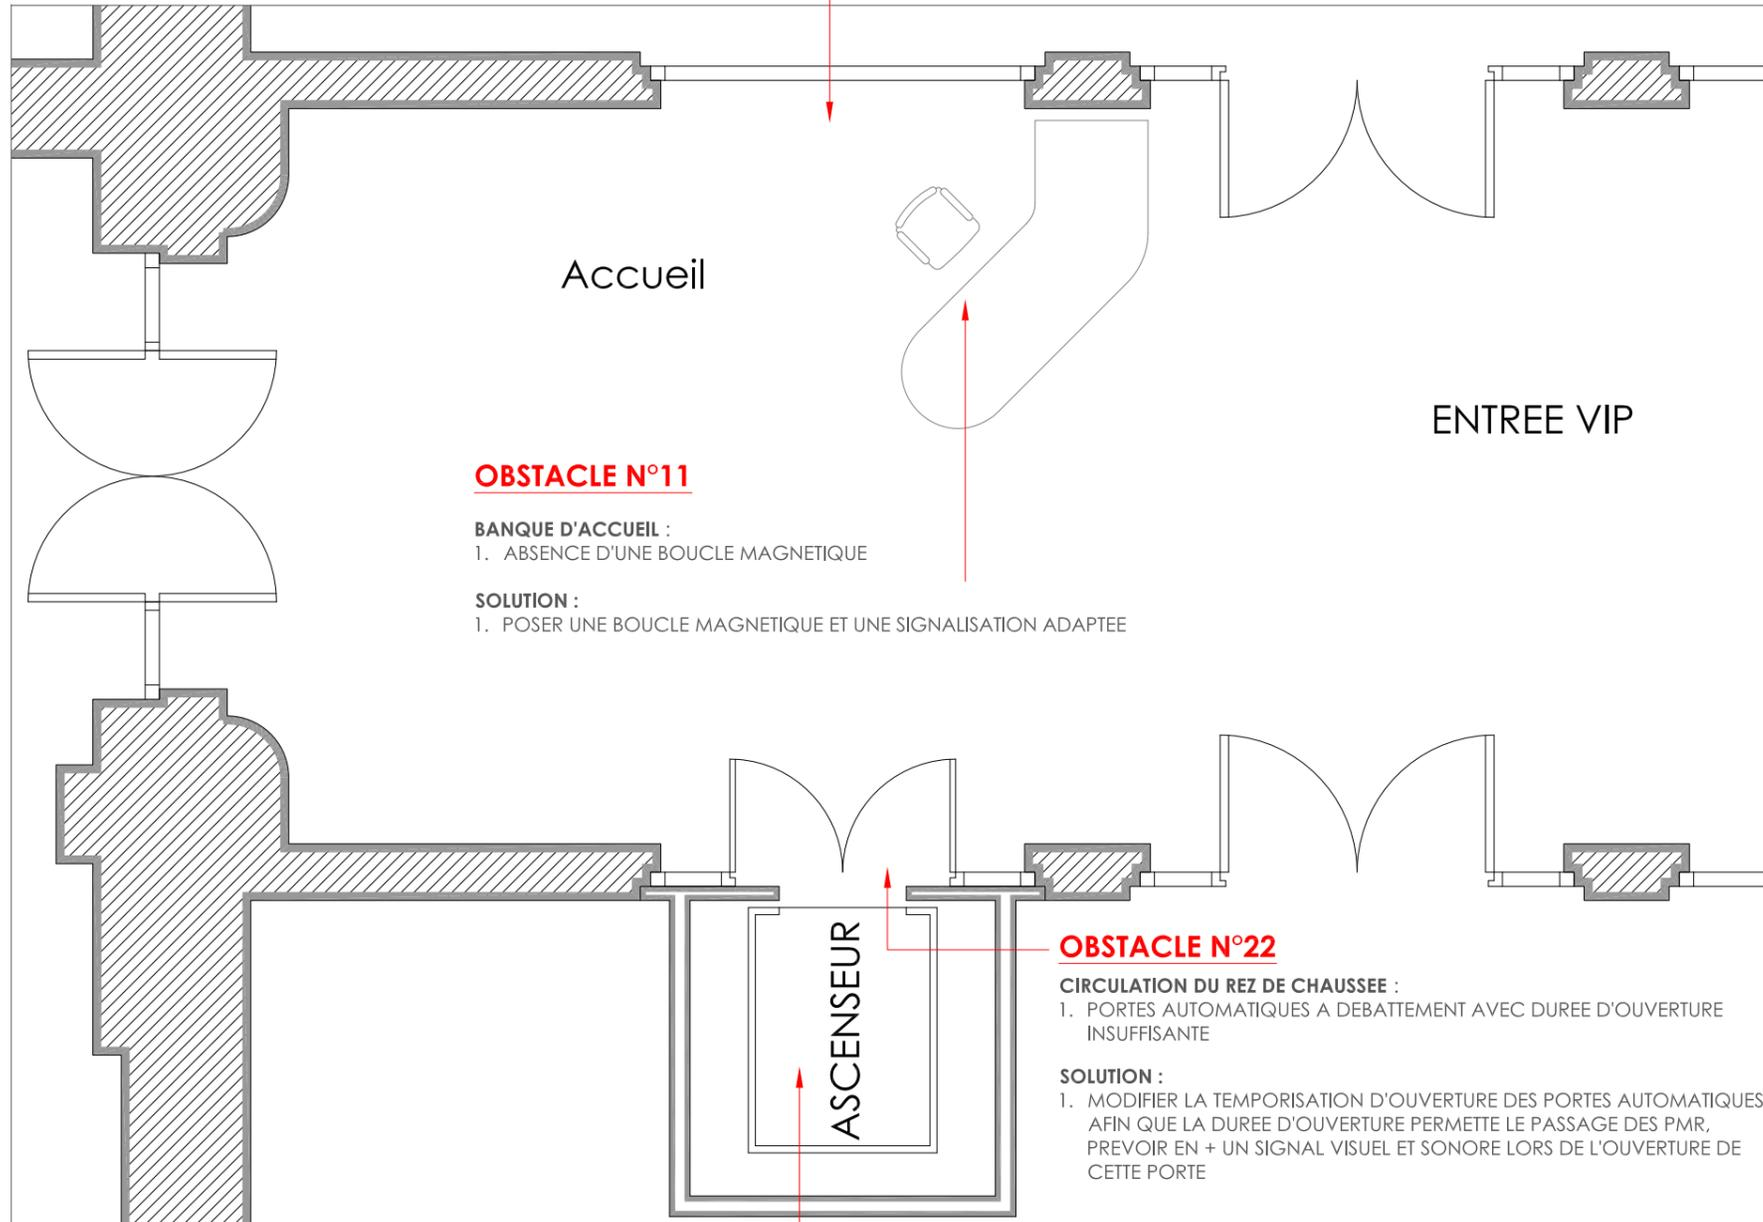 Accueil
ENTREE VIP
OBSTACLE N°11
BANQUE D'ACCUEIL :
1. ABSENCE D'UNE BOUCLE MAGNETIQUE
SOLUTION :
1. POSER UNE BOUCLE MAGNETIQUE ET UNE SIGNALISATION ADAPTEE
ASCENSEUR
OBSTACLE N°22
CIRCULATION DU REZ DE CHAUSSEE :
1. PORTES AUTOMATIQUES A DEBATTEMENT AVEC DUREE D'OUVERTURE
INSUFFISANTE
SOLUTION :
1. MODIFIER LA TEMPORISATION D'OUVERTURE DES PORTES AUTOMATIQUES
AFIN QUE LA DUREE D'OUVERTURE PERMETTE LE PASSAGE DES PMR,
PREVOIR EN + UN SIGNAL VISUEL ET SONORE LORS DE L'OUVERTURE DE
CETTE PORTE